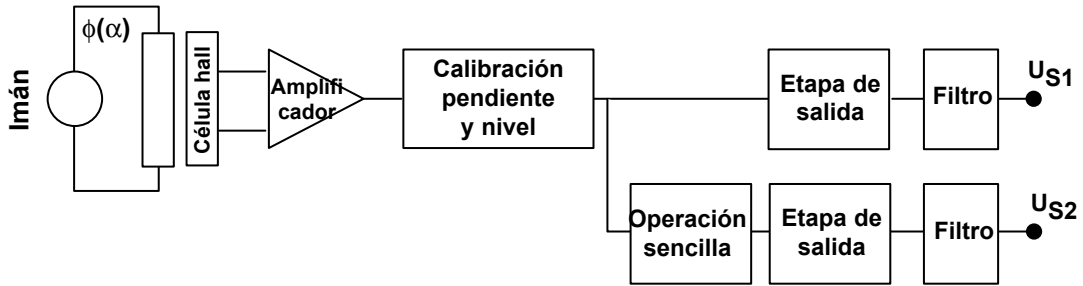 Imán
ϕ(α)
Célula hall
Amplifi
cador
Calibración
pendiente
y nivel
Etapa de
salida
Filtro
US1
Operación
sencilla
Etapa de
salida
Filtro
US2